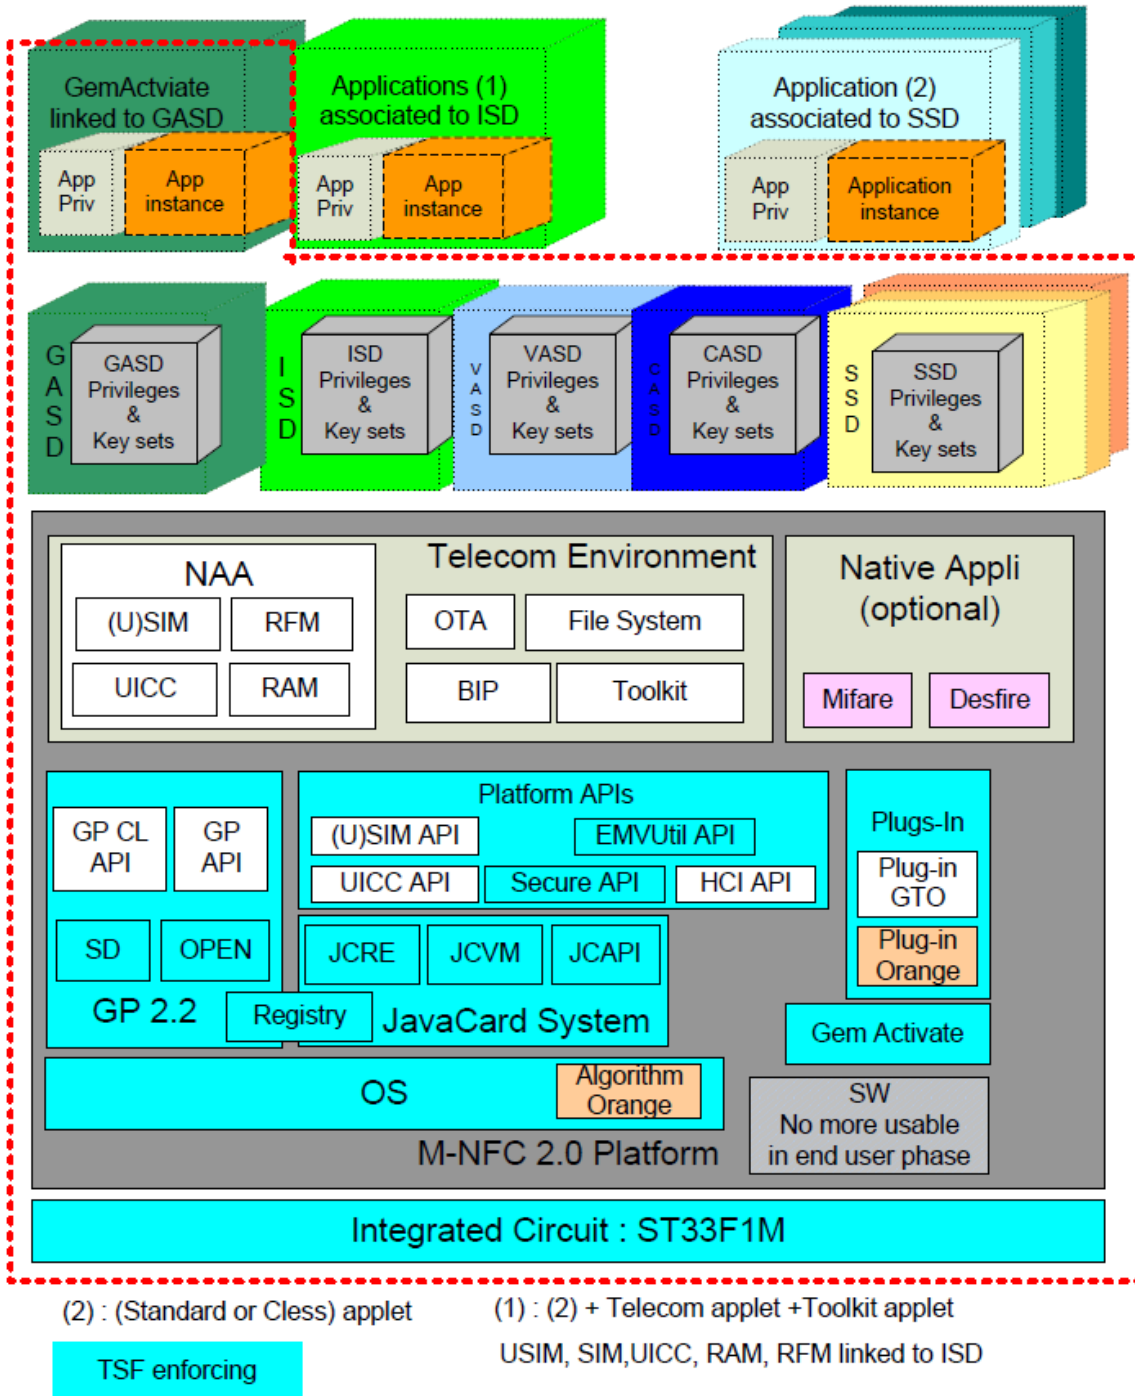 GemActviate
linked to GASD
App
Priv
App
instance
Applications (1)
associated to ISD
App
Priv
App
instance
Application (2)
associated to SSD
App
Priv
Application
instance
GASD
GASD
Privileges
&
Key sets
ISD
ISD
Privileges
&
Key sets
VASD
VASD
Privileges
&
Key sets
CASD
CASD
Privileges
&
Key sets
SSD
SSD
Privileges
&
Key sets
Telecom Environment
NAA
(U)SIM
RFM
UICC
RAM
OTA
File System
BIP
Toolkit
Native Appli
(optional)
Mifare
Desfire
GP CL
API
GP
API
SD
OPEN
GP 2.2
Registry
Platform APIs
(U)SIM API
EMVUtil API
UICC API
Secure API
HCI API
JCRE
JCVM
JCAPI
JavaCard System
Plugs-In
Plug-in
GTO
Plug-in
Orange
Gem Activate
OS
Algorithm
Orange
SW
No more usable
in end user phase
M-NFC 2.0 Platform
Integrated Circuit : ST33F1M
(2) : (Standard or Cless) applet
(1) : (2) + Telecom applet +Toolkit applet
USIM, SIM,UICC, RAM, RFM linked to ISD
TSF enforcing